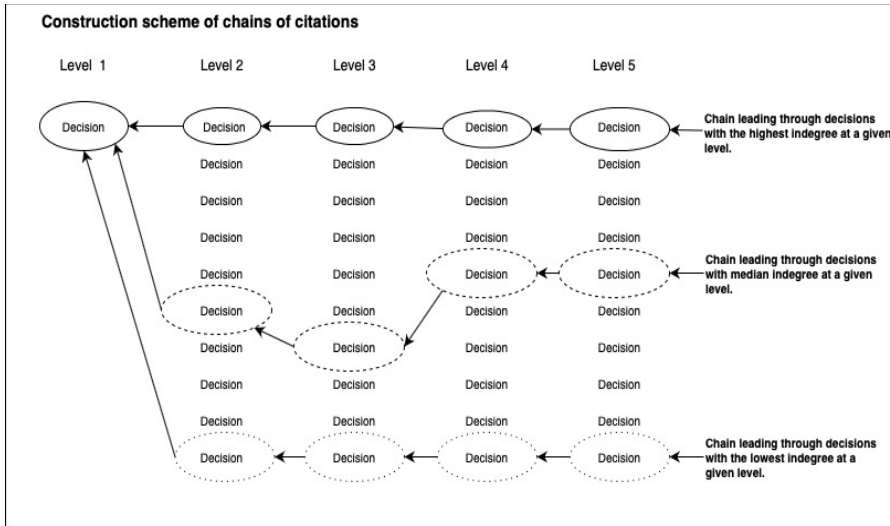 Construction scheme of chains of citations
Level 1 Level 2 Level 3 Level 4 Level 5
Decision Decision Decision Decision Decision
Chain leading through decisions
with the highest indegree at a given
level.
Decision Decision Decision Decision
Decision Decision Decision Decision
Decision Decision Decision Decision
Decision Decision Decision Decision
Chain leading through decisions
with median indegree at a given
level.
Decision Decision Decision Decision
Decision Decision Decision Decision
Decision Decision Decision Decision
Decision Decision Decision Decision
Decision Decision Decision Decision
Chain leading through decisions
with the lowest indegree at a
given level.